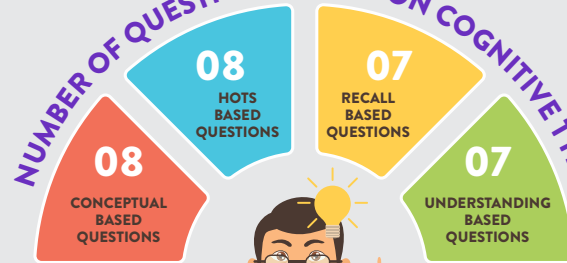 NUMBER OF
ON COGNITIVE
08
CONCEPTUAL
BASED
QUESTIONS
08
HOTS
BASED
QUESTIONS
07
RECALL
BASED
QUESTIONS
07
UNDERSTANDING
BASED
QUESTIONS